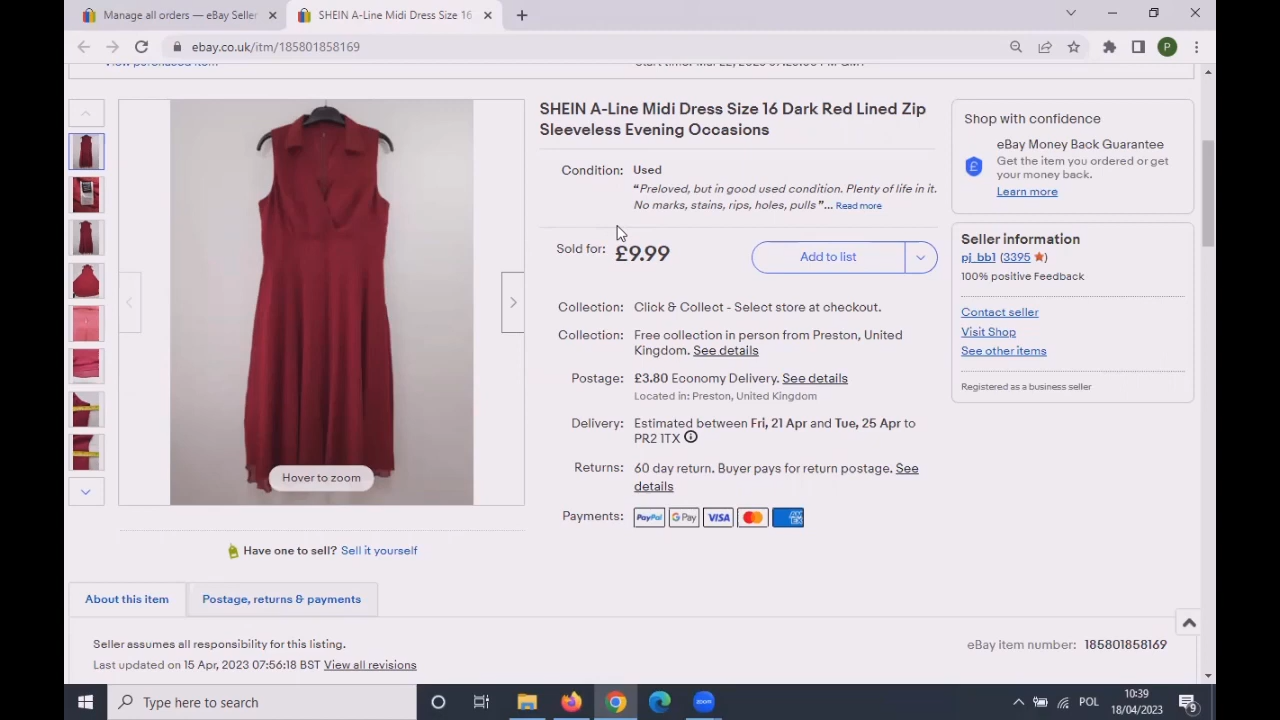 Manage all orders — eBay Seller
SHEIN A-Line Midi Dress Size 16
ebay.co.uk/itm/185801858169
P
SHEIN A-Line Midi Dress Size 16 Dark Red Lined Zip
Sleeveless Evening Occasions
Condition: Used
“Preloved, but in good used condition. Plenty of life in it.
No marks, stains, rips, holes, pulls ”... Read more
Sold for: £9.99
Add to list
Collection: Click & Collect - Select store at checkout.
Collection: Free collection in person from Preston, United
Kingdom. See details
Postage: £3.80 Economy Delivery. See details
Located in: Preston, United Kingdom
Delivery: Estimated between Fri, 21 Apr and Tue, 25 Apr to
PR2 1TX
Returns: 60 day return. Buyer pays for return postage. See
details
Payments: PayPal G Pay VISA
Shop with confidence
eBay Money Back Guarantee
Get the item you ordered or get
your money back.
Learn more
Seller information
pj_bb1 (3395)
100% positive Feedback
Contact seller
Visit Shop
See other items
Registered as a business seller
Hover to zoom
Have one to sell? Sell it yourself
About this item
Postage, returns & payments
Seller assumes all responsibility for this listing.
Last updated on 15 Apr, 2023 07:56:18 BST View all revisions
eBay item number: 185801858169
Type here to search
zoom
POL
10:39
18/04/2023
9